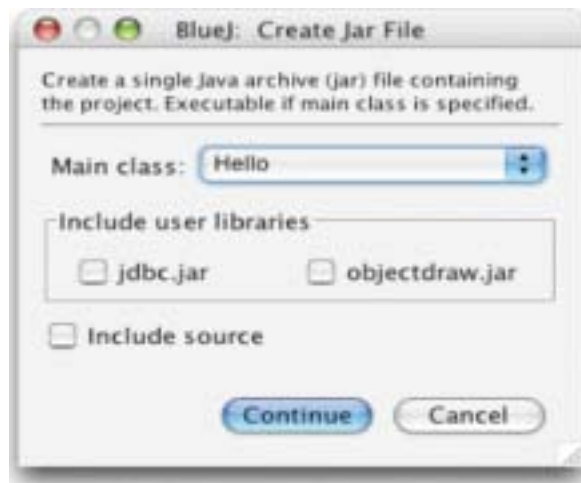 BlueJ: Create Jar File
Create a single Java archive (jar) file containing
the project. Executable if main class is specified.
Main class: Hello
Include user libraries
jdbc.jar objectdraw.jar
Include source
Continue Cancel